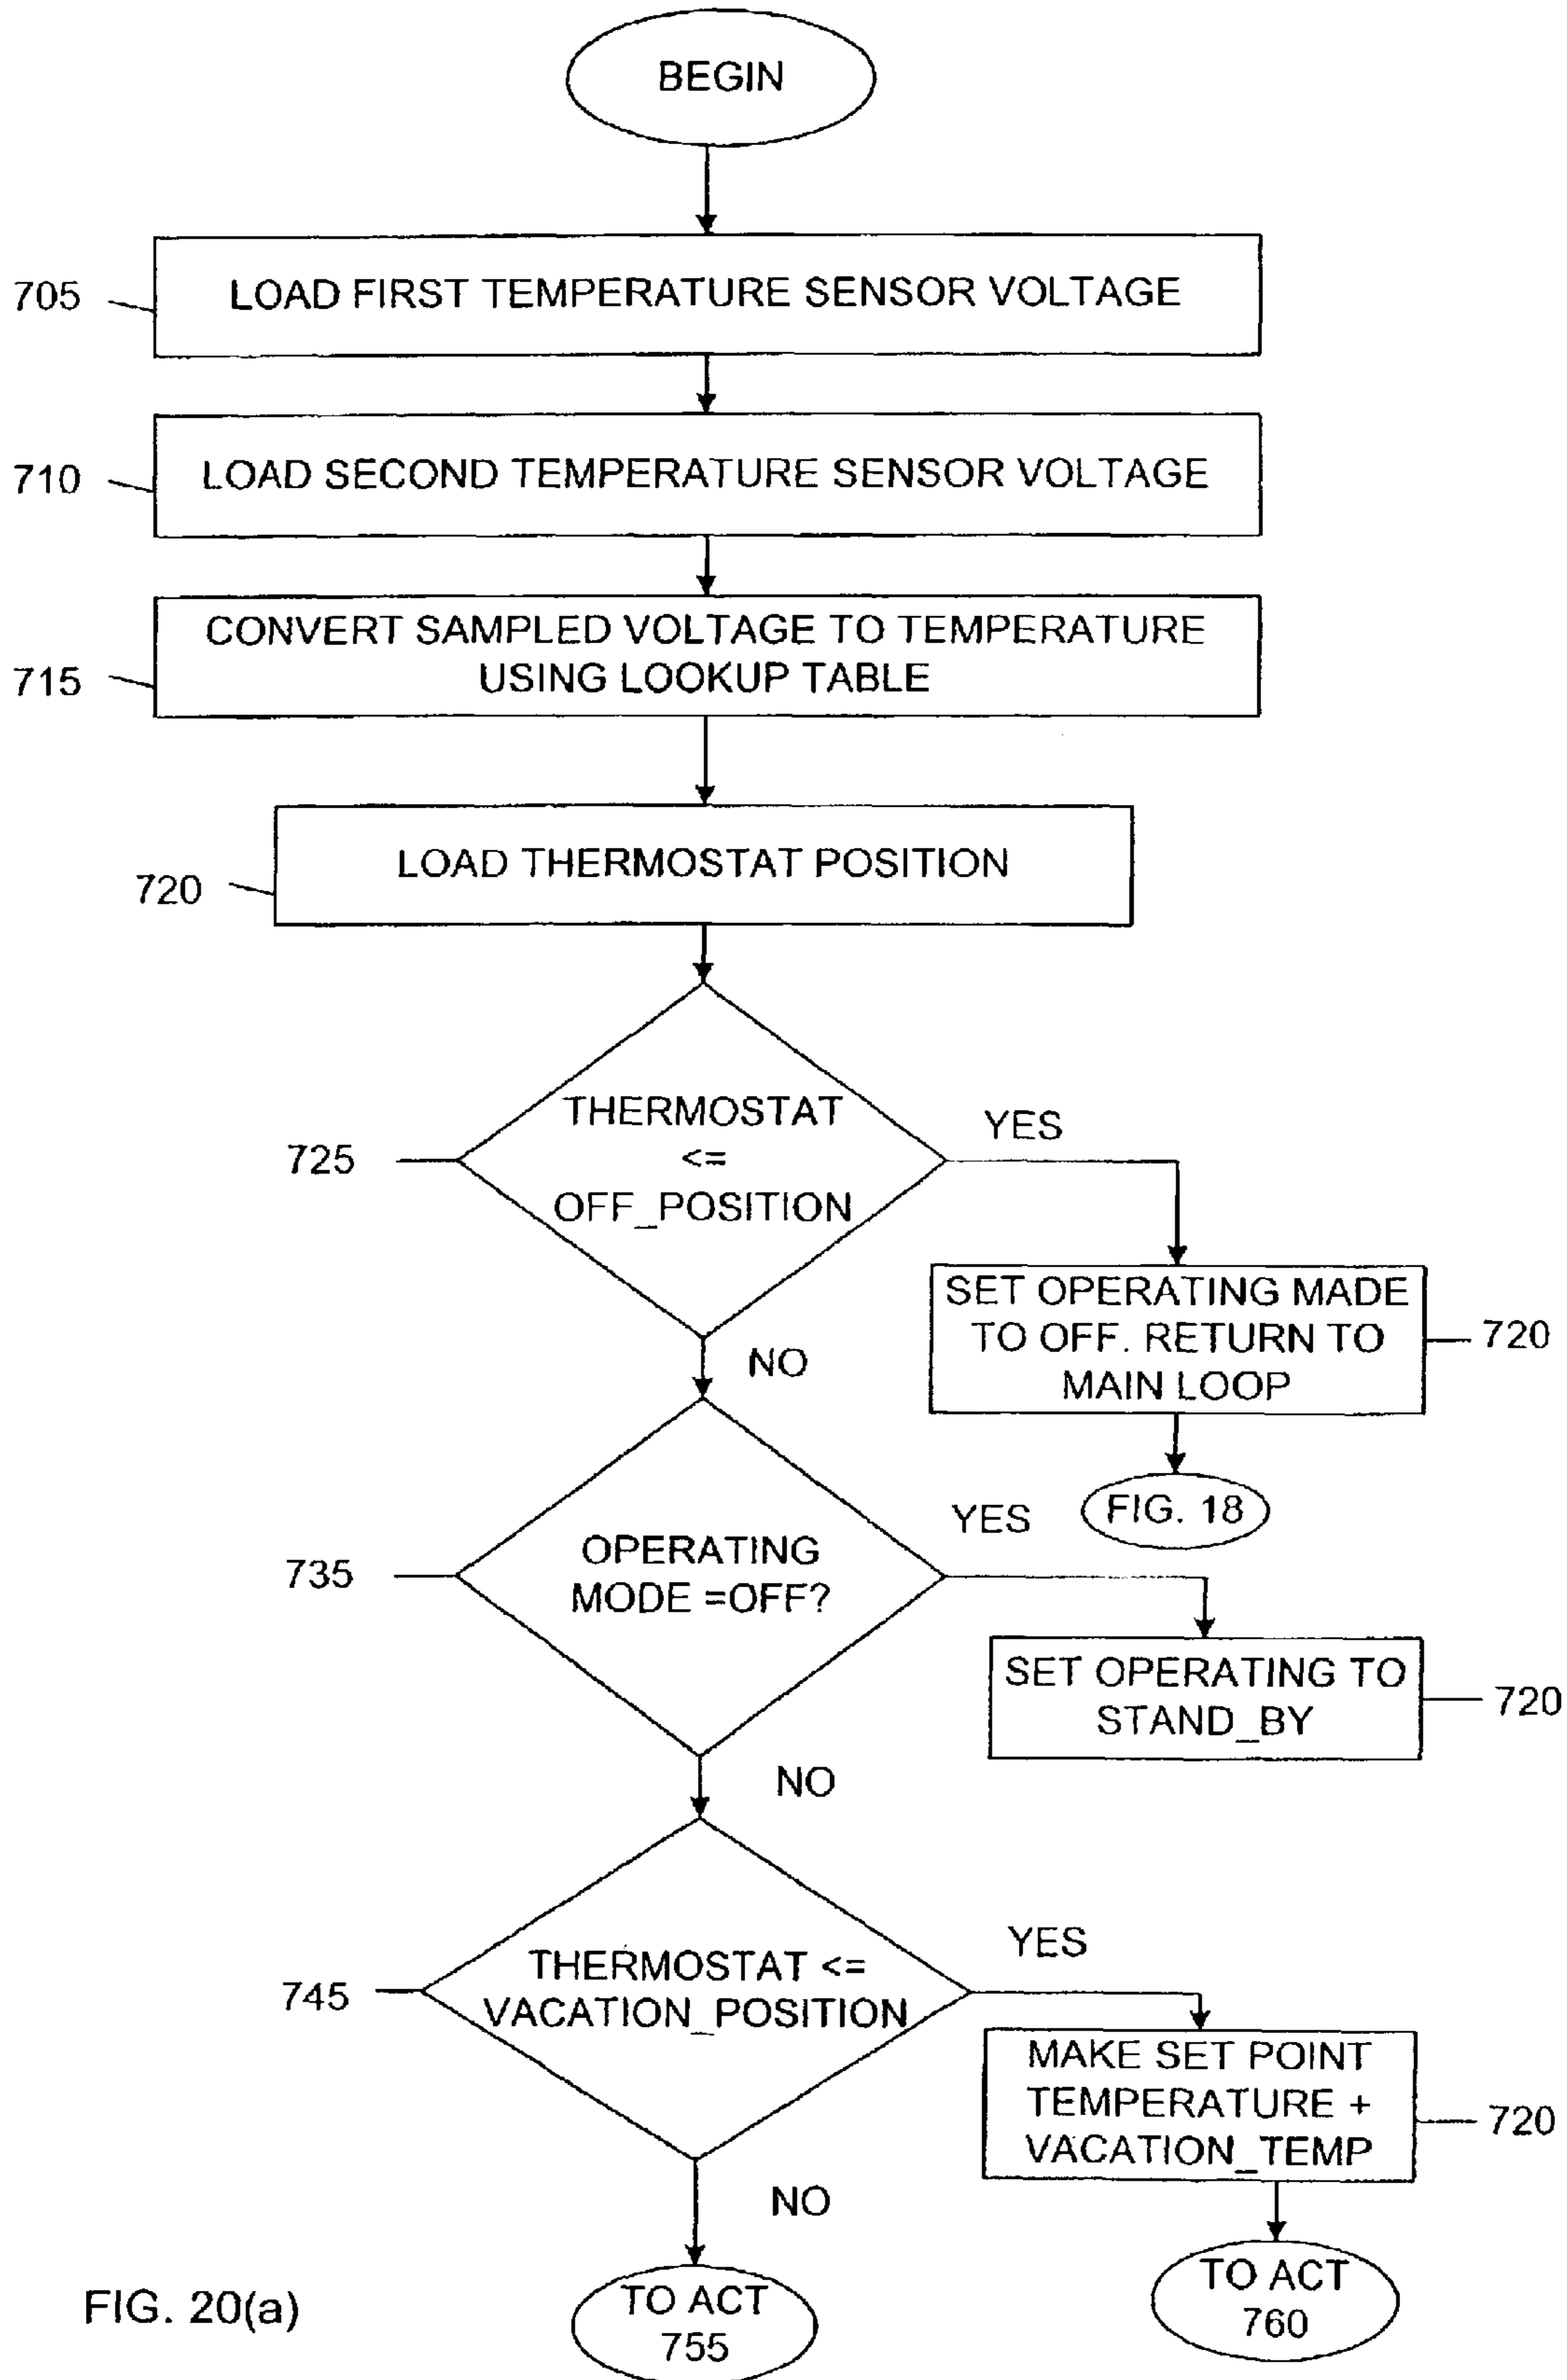 BEGIN
705
LOAD FIRST TEMPERATURE SENSOR VOLTAGE
710
LOAD SECOND TEMPERATURE SENSOR VOLTAGE
715
CONVERT SAMPLED VOLTAGE TO TEMPERATURE
USING LOOKUP TABLE
720
LOAD THERMOSTAT POSITION
725
THERMOSTAT
<=
OFF_POSITION
YES
SET OPERATING MADE
TO OFF. RETURN TO
MAIN LOOP
720
NO
FIG. 18
735
OPERATING
MODE =OFF?
YES
SET OPERATING TO
STAND_BY
720
NO
745
THERMOSTAT <=
VACATION_POSITION
YES
MAKE SET POINT
TEMPERATURE +
VACATION_TEMP
720
NO
TO ACT
755
TO ACT
760
FIG. 20(a)